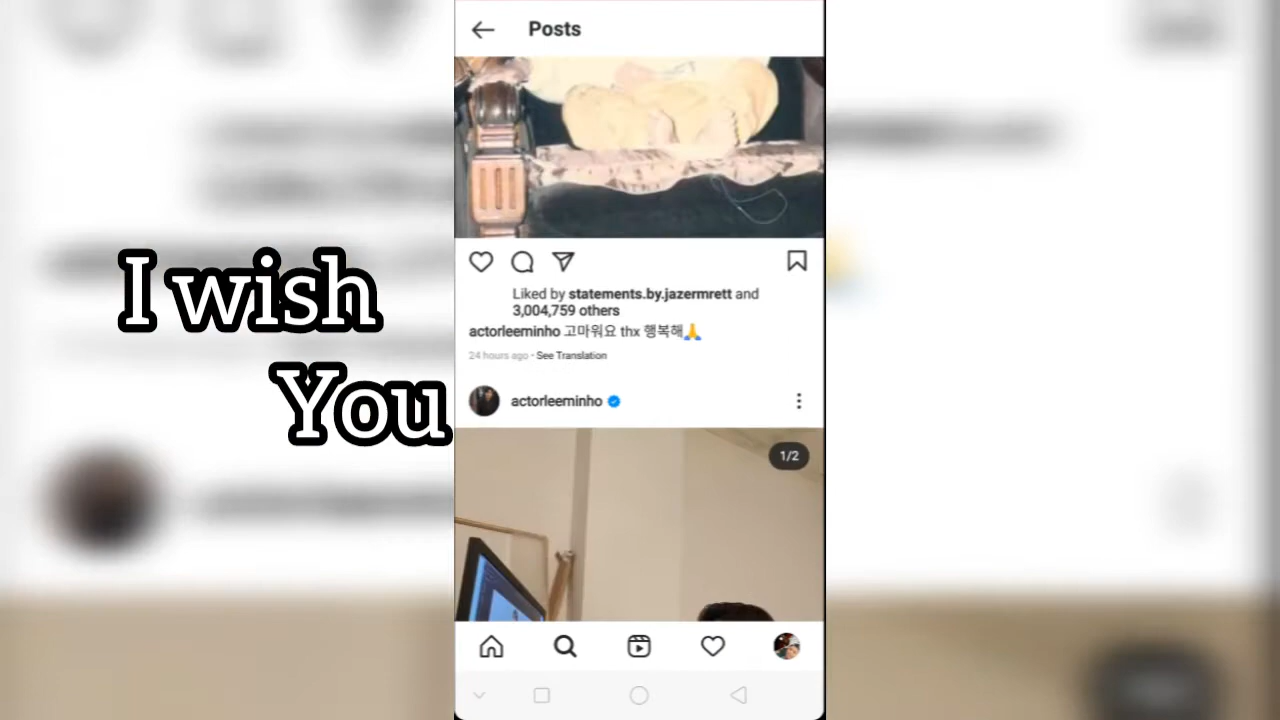 Posts
I wish
You
Liked by statements.by.jazermrett and
3,004,759 others
actorleeminho 고마워요 thx 행복해🙏
24 hours ago · See Translation
actorleeminho
1/2